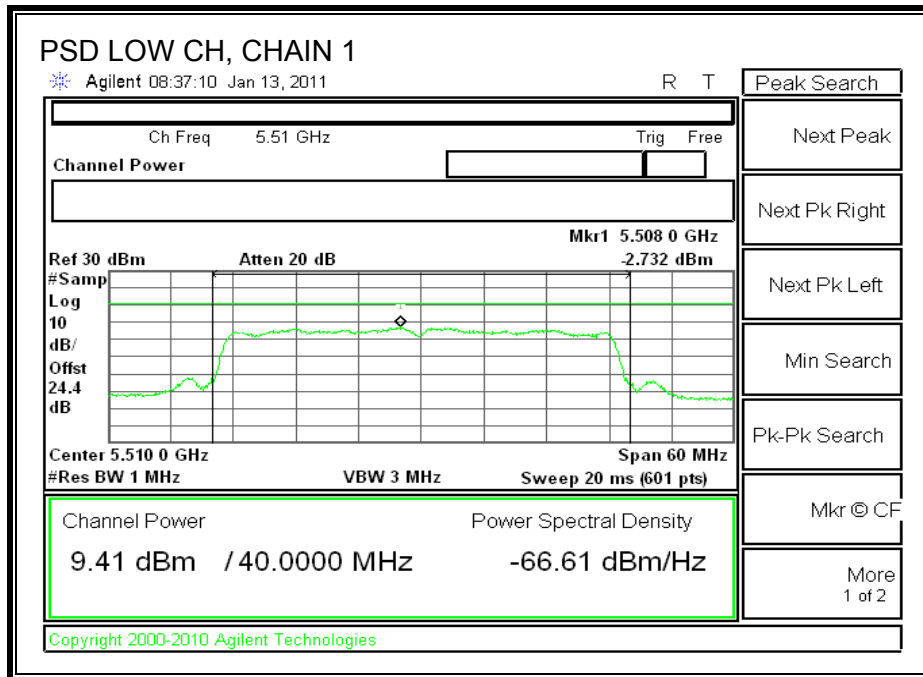 PSD LOW CH, CHAIN 1
Agilent 08:37:10 Jan 13, 2011 R T
Peak Search
Ch Freq 5.51 GHz Trig Free
Channel Power
Next Peak
Next Pk Right
Mkr1 5.508 0 GHz
Ref 30 dBm Atten 20 dB -2.732 dBm
#Samp
Log
10
dB/
Offst
24.4
dB
Next Pk Left
Min Search
Pk-Pk Search
Center 5.510 0 GHz Span 60 MHz
#Res BW 1 MHz VBW 3 MHz Sweep 20 ms (601 pts)
Channel Power Power Spectral Density
9.41 dBm / 40.0000 MHz -66.61 dBm/Hz
Mkr © CF
More
1 of 2
Copyright 2000-2010 Agilent Technologies